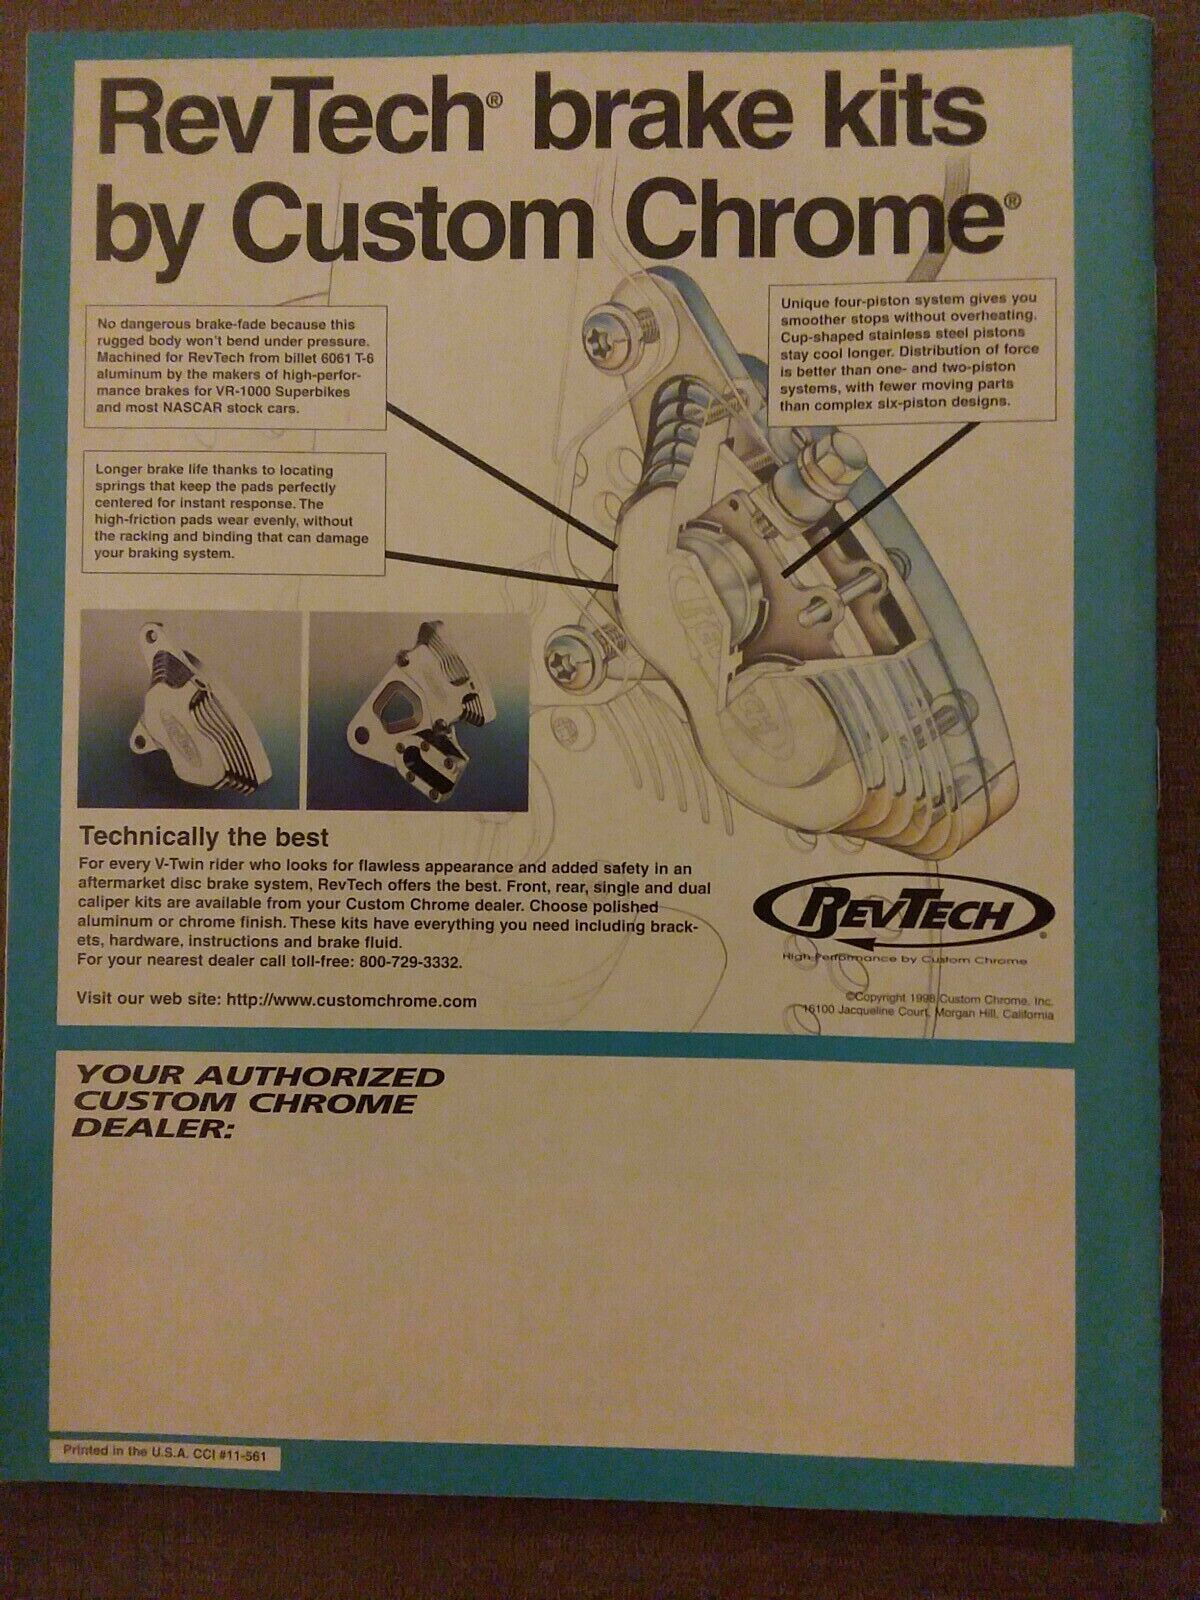 RevTech® brake kits
by Custom Chrome®
No dangerous brake-fade because this
rugged body won't bend under pressure.
Machined for RevTech from billet 6061 T-6
aluminum by the makers of high-perfor-
mance brakes for VR-1000 Superbikes
and most NASCAR stock cars.
Unique four-piston system gives you
smoother stops without overheating.
Cup-shaped stainless steel pistons
stay cool longer. Distribution of force
is better than one- and two-piston
systems, with fewer moving parts
than complex six-piston designs.
Longer brake life thanks to locating
springs that keep the pads perfectly
centered for instant response. The
high-friction pads wear evenly, without
the racking and binding that can damage
your braking system.
Technically the best
For every V-Twin rider who looks for flawless appearance and added safety in an
aftermarket disc brake system, RevTech offers the best. Front, rear, single and dual
caliper kits are available from your Custom Chrome dealer. Choose polished
aluminum or chrome finish. These kits have everything you need including brack-
ets, hardware, instructions and brake fluid.
For your nearest dealer call toll-free: 800-729-3332.
Visit our web site: http://www.customchrome.com
REVTECH®
High Performance by Custom Chrome
©Copyright 1998 Custom Chrome, Inc.
16100 Jacqueline Court, Morgan Hill, California
YOUR AUTHORIZED
CUSTOM CHROME
DEALER:
Printed in the U.S.A. CCI #11-561